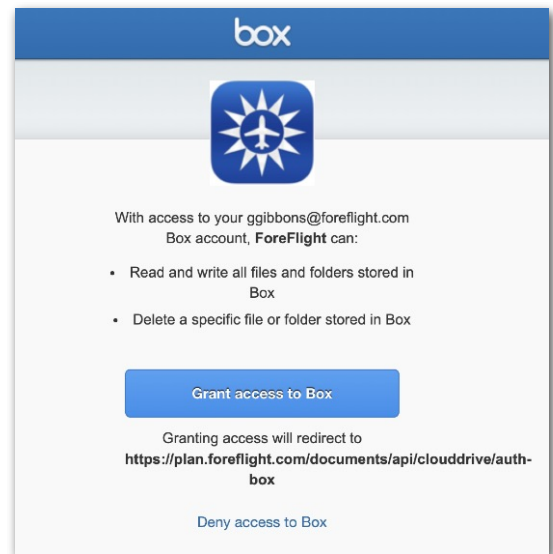 box
With access to your ggibbons@foreflight.com
Box account, ForeFlight can:
• Read and write all files and folders stored in
Box
• Delete a specific file or folder stored in Box
Grant access to Box
Granting access will redirect to
https://plan.foreflight.com/documents/api/clouddrive/auth-
box
Deny access to Box